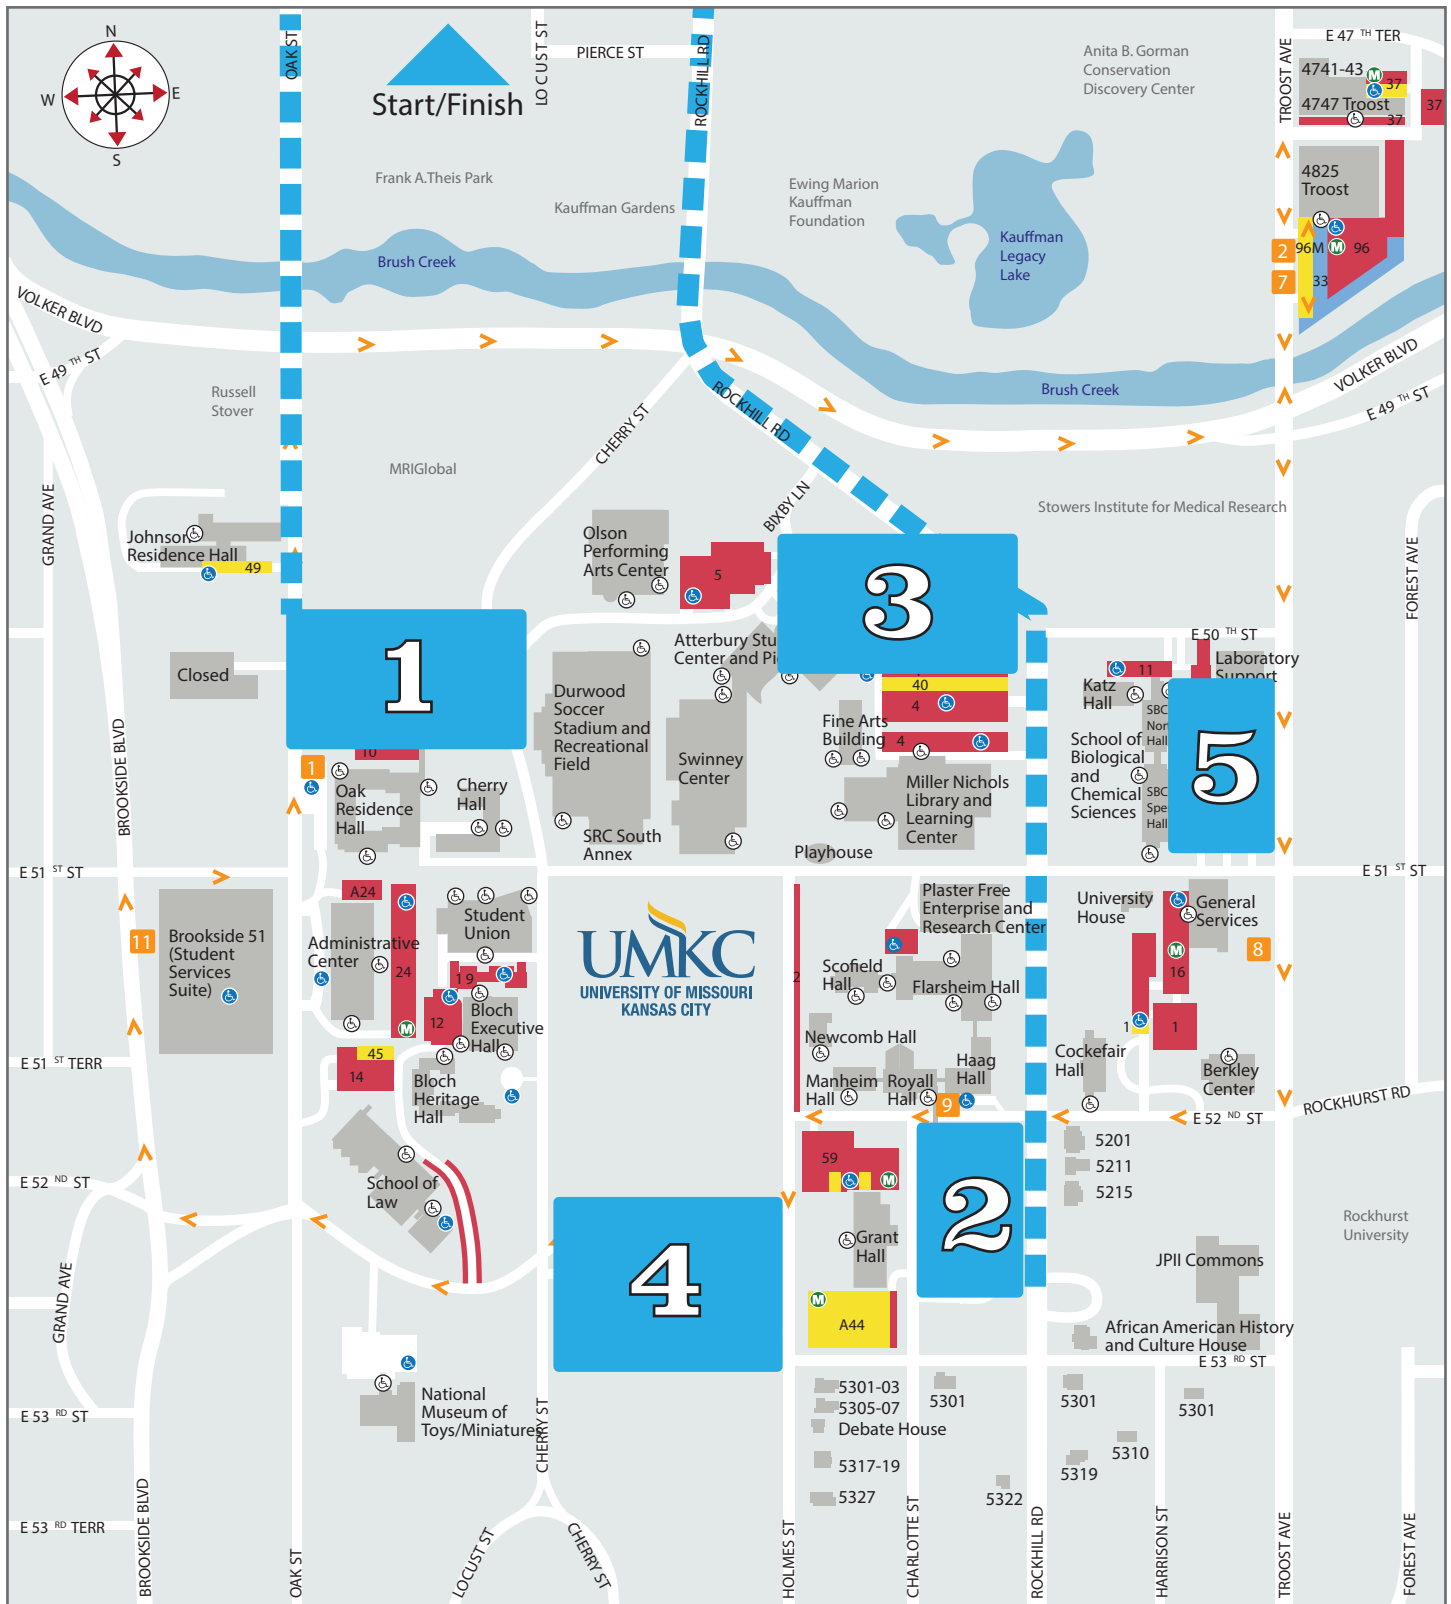 N
W
E
S
OAK ST
Start/Finish
LOCUST ST
PIERCE ST
ROCKHILL RD
Anita B. Gorman
Conservation
Discovery Center
TROOST AVE
E 47 TH TER
4741-43
M
37
4747 Troost
37
37
4825
Troost
2
7
96M
M
96
33
Frank A.Theis Park
Kauffman Gardens
Ewing Marion
Kauffman
Foundation
Kauffman
Legacy
Lake
Brush Creek
VOLKER BLVD
E 49 TH ST
Russell
Stover
CHERRY ST
ROCKHILL RD
Brush Creek
VOLKER BLVD
E 49 TH ST
MRIGlobal
GRAND AVE
BIXBY LN
Stowers Institute for Medical Research
FOREST AVE
Johnson
Residence Hall
49
Olson
Performing
Arts Center
5
3
1
Closed
Atterbury Stu
Center and Pi
E 50 TH ST
Laboratory
Support
11
Katz
Hall
40
4
4
Durwood
Soccer
Stadium and
Recreational
Field
Swinney
Center
Fine Arts
Building
SBC
Nor
Hall
School of
Biological
and
Chemical
Sciences
SBC
Spe
Hall
5
BROOKSIDE BLVD
10
1
Oak
Residence
Hall
Cherry
Hall
Miller Nichols
Library and
Learning
Center
SRC South
Annex
Playhouse
E 51 ST ST
E 51 ST ST
A24
24
M
Student
Union
Administrative
Center
11
Brookside 51
(Student
Services
Suite)
19
12
Bloch
Executive
Hall
UMKC
UNIVERSITY OF MISSOURI
KANSAS CITY
2
Plaster Free
Enterprise and
Research Center
Scofield
Hall
Flarsheim Hall
University
House
General
Services
8
M
16
1
1
Newcomb Hall
Haag
Hall
Cockefair
Hall
Berkley
Center
E 51 ST TERR
45
14
Bloch
Heritage
Hall
Manheim
Hall
Royall
Hall
9
E 52 ND ST
ROCKHURST RD
59
M
2
5201
5211
5215
E 52 ND ST
School of
Law
4
Grant
Hall
Rockhurst
University
JPII Commons
GRAND AVE
M
A44
African American History
and Culture House
E 53 RD ST
National
Museum of
Toys/Miniatures
E 53 RD ST
CHERRY ST
5301-03
5305-07
Debate House
5317-19
5327
5301
5301
5301
5310
5319
5322
E 53 RD TERR
BROOKSIDE BLVD
OAK ST
LOCUST ST
CHERRY ST
HOLMES ST
CHARLOTTE ST
ROCKHILL RD
HARRISON ST
TROOST AVE
FOREST AVE